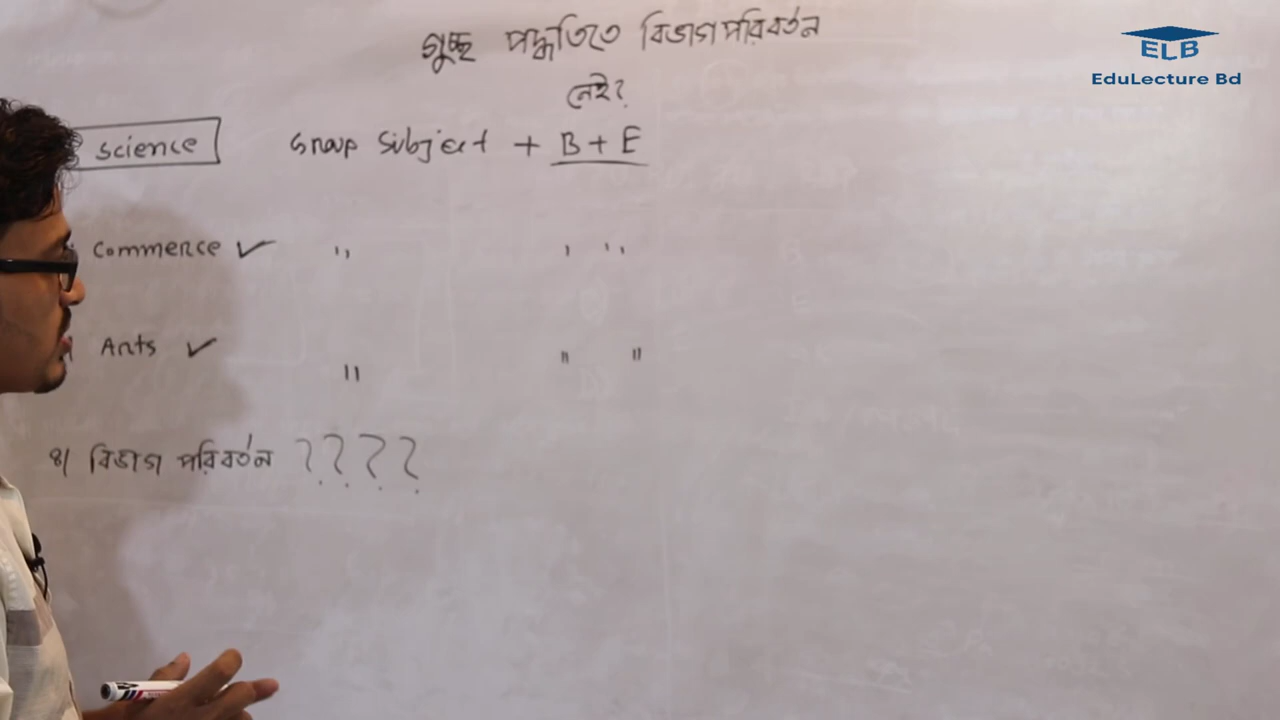 গুচ্ছ পদ্ধতিতে বিভাগ পরিবর্তন
নেই?
ELB
EduLecture Bd
Science Group Subject + B + E
Commerce ✓ " " "
Arts ✓ " " "
৪। বিভাগ পরিবর্তন ????